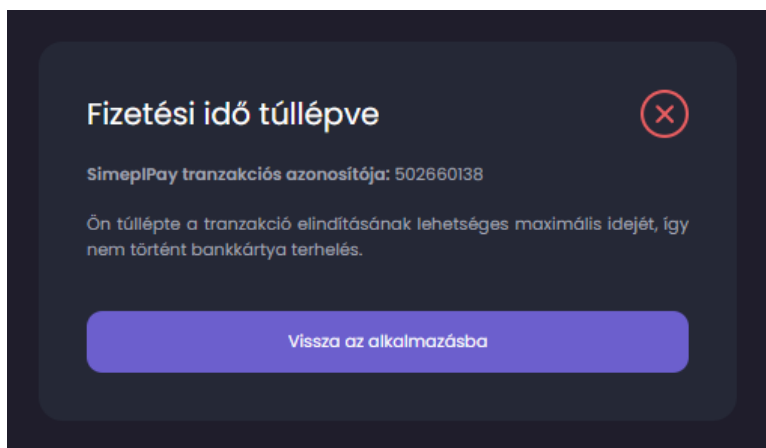 Fizetési idő túllépve
SimeplPay tranzakciós azonosítója: 502660138
Ön túllépte a tranzakció elindításának lehetséges maximális idejét, így
nem történt bankkártya terhelés.
Vissza az alkalmazásba